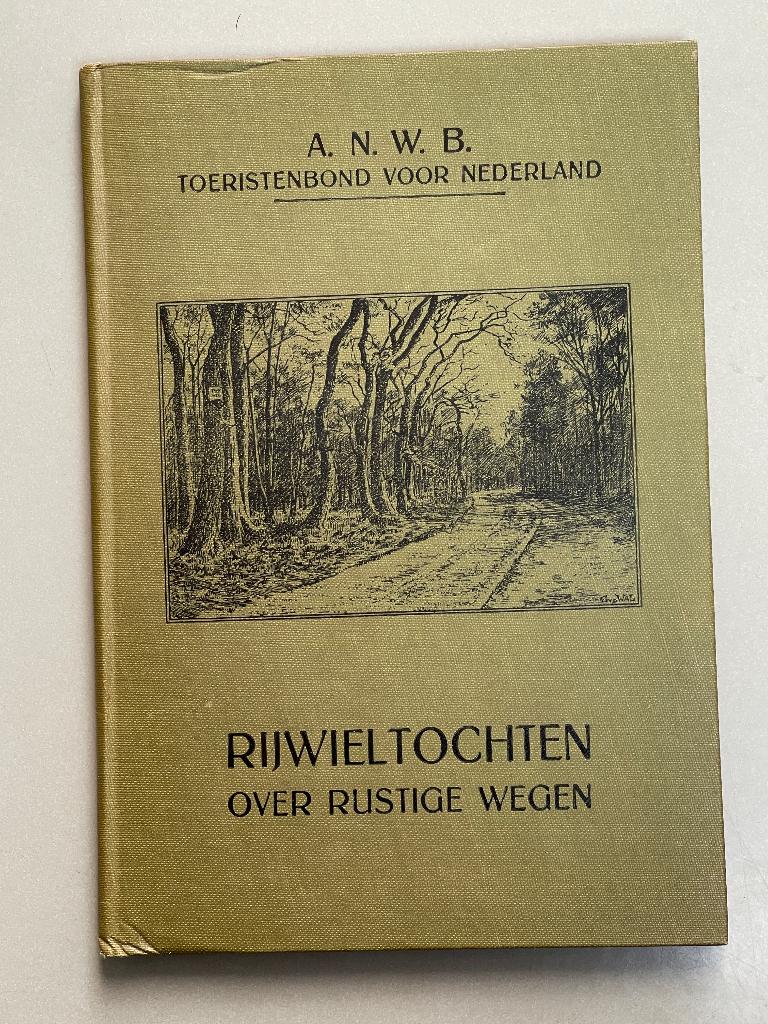 A. N. W. B.
TOERISTENBOND VOOR NEDERLAND
RIJWIELTOCHTEN
OVER RUSTIGE WEGEN